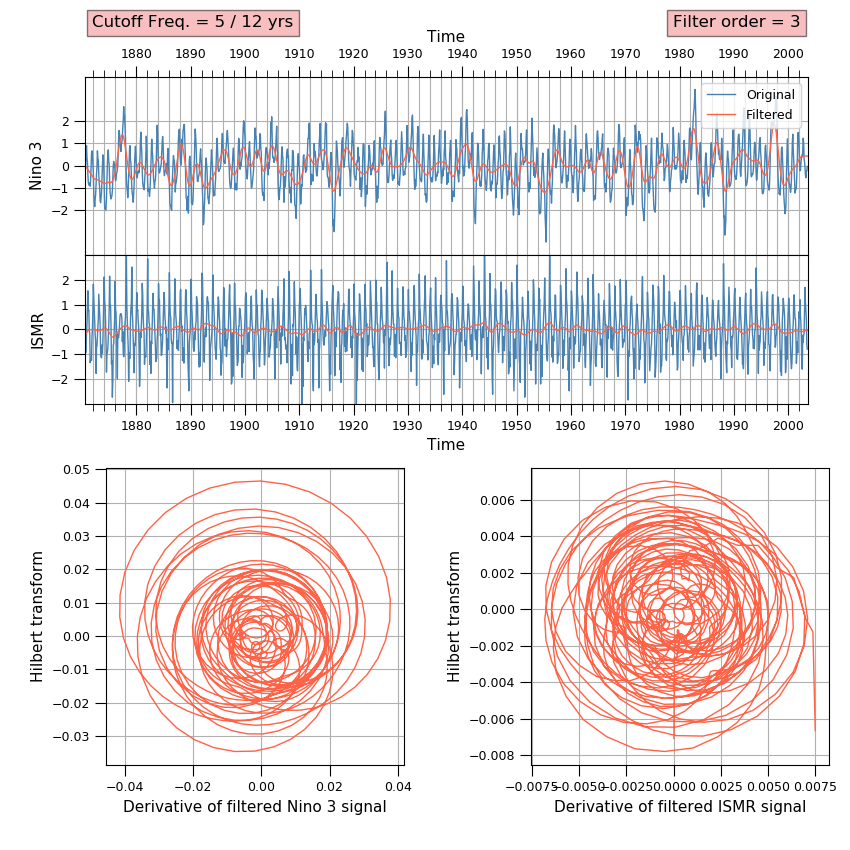 Cutoff Freq. = 5 / 12 yrs
Filter order = 3
Time
1880 1890 1900 1910 1920 1930 1940 1950 1960 1970 1980 1990 2000
Original
Filtered
Nino 3
2
1
0
−1
−2
ISMR
2
1
0
−1
−2
1880 1890 1900 1910 1920 1930 1940 1950 1960 1970 1980 1990 2000
Time
Hilbert transform
0.05
0.04
0.03
0.02
0.01
0.00
−0.01
−0.02
−0.03
−0.04 −0.02 0.00 0.02 0.04
Derivative of filtered Nino 3 signal
Hilbert transform
0.006
0.004
0.002
0.000
−0.002
−0.004
−0.006
−0.008
−0.0075 −0.0050 −0.0025 0.0000 0.0025 0.0050 0.0075
Derivative of filtered ISMR signal